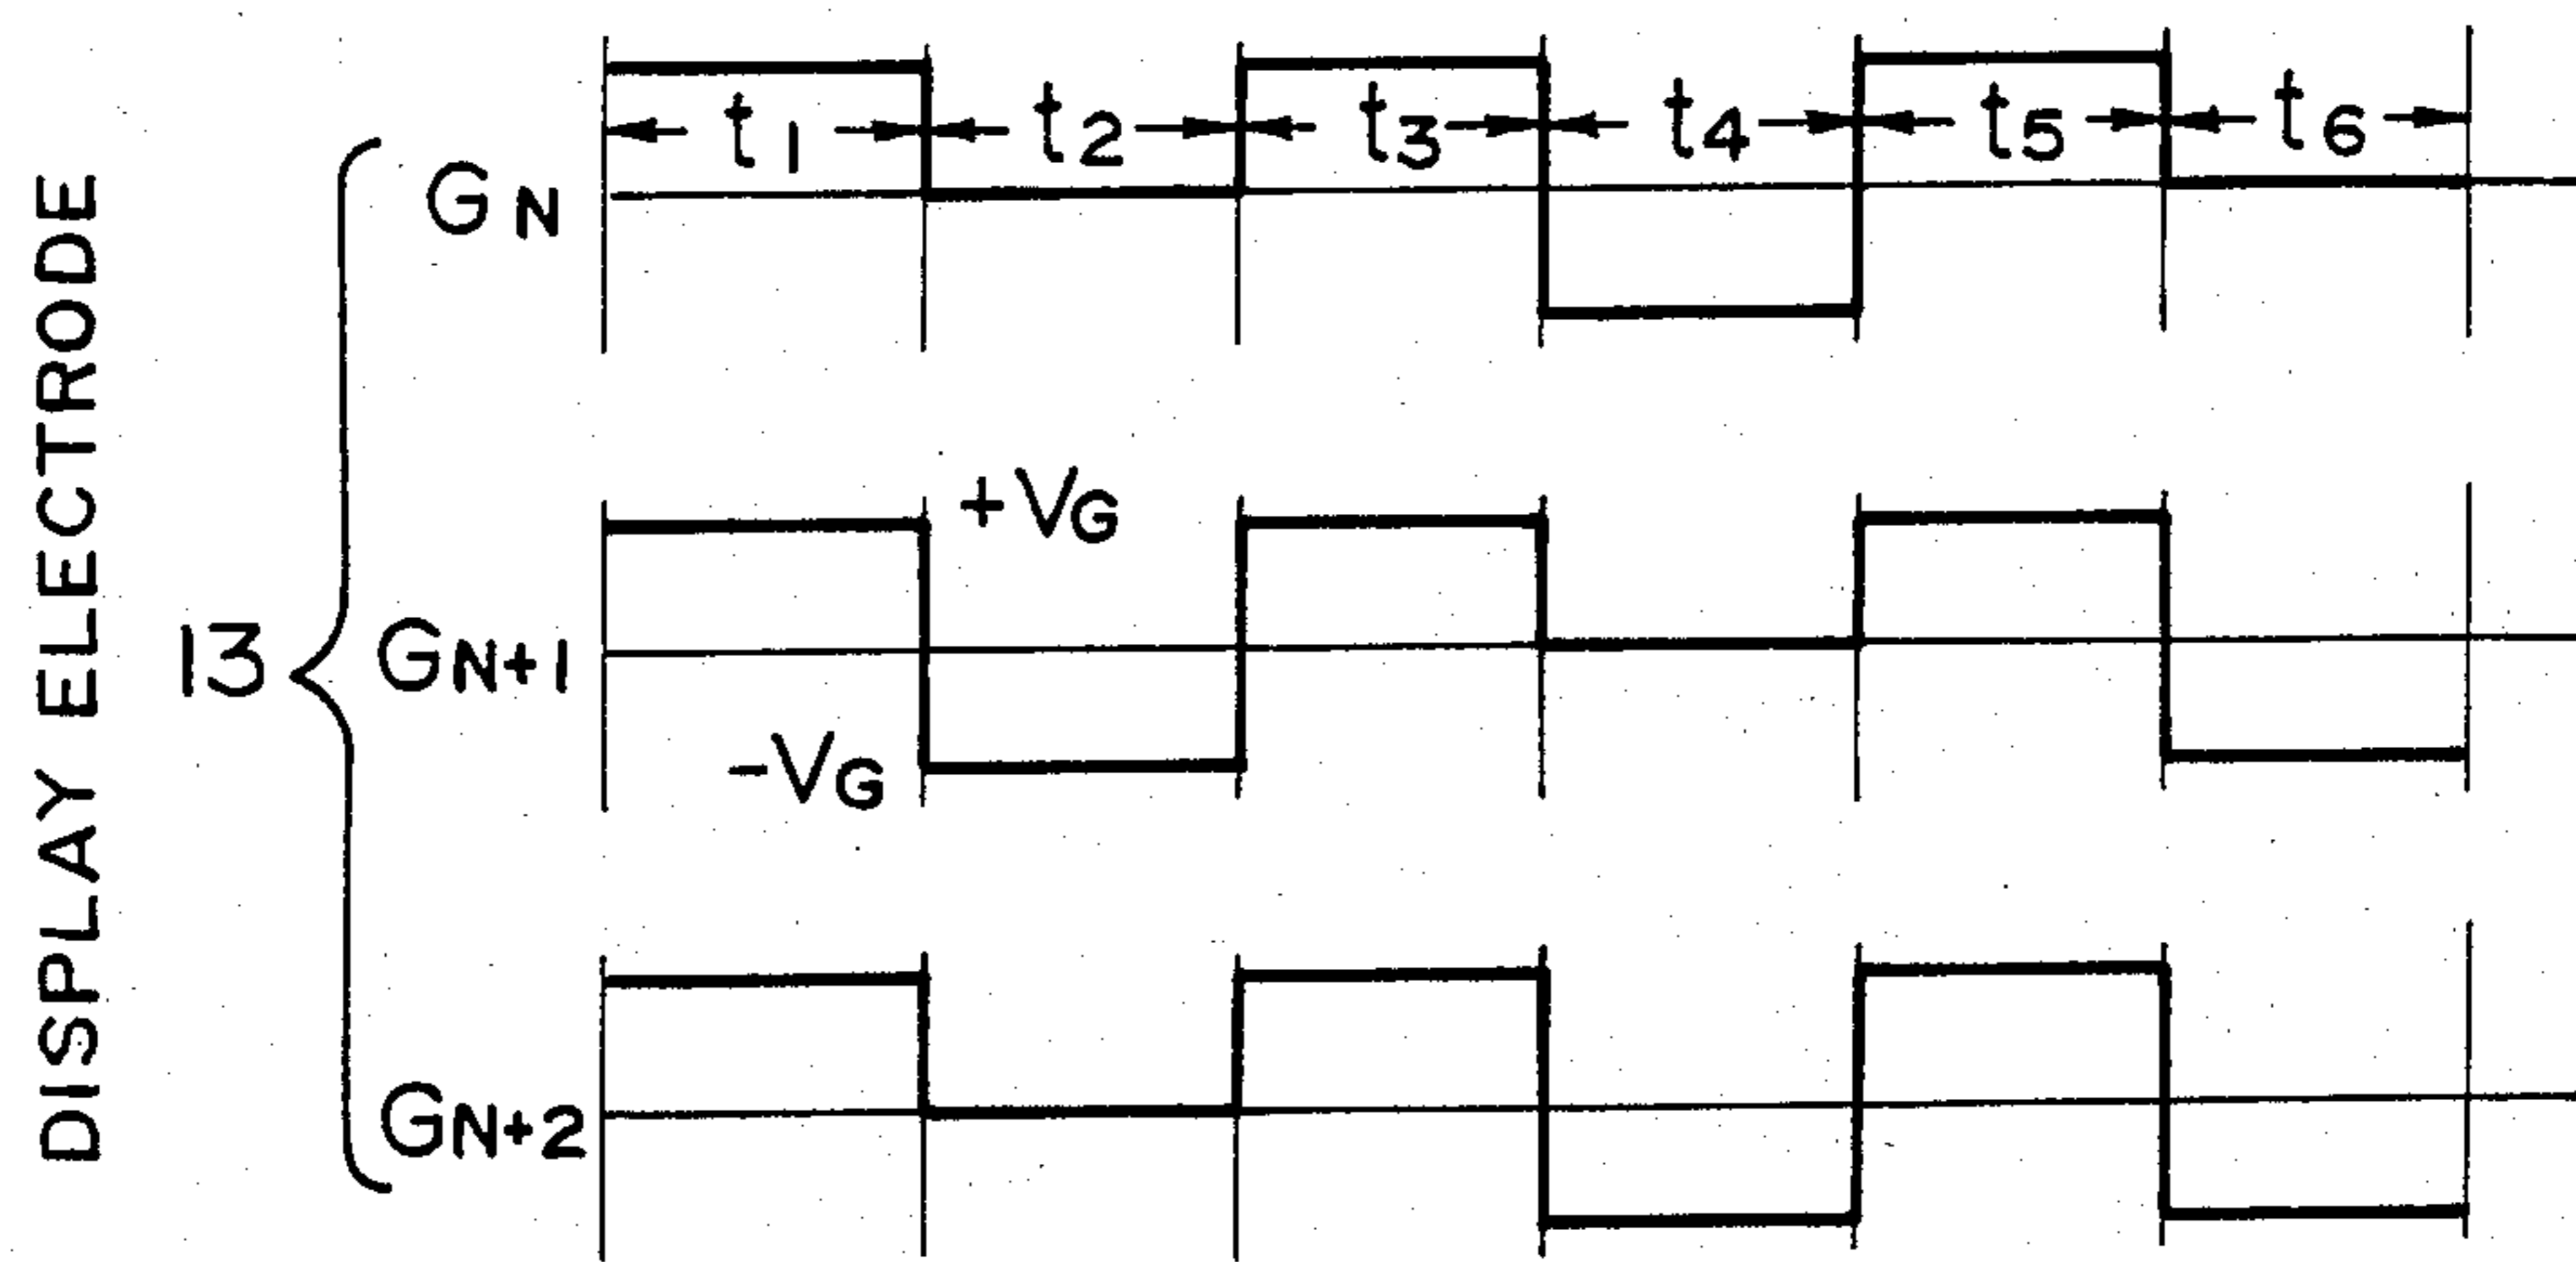 DISPLAY ELECTRODE
13
GN
t1 t2 t3 t4 t5 t6
GN+1
+VG
-VG
GN+2